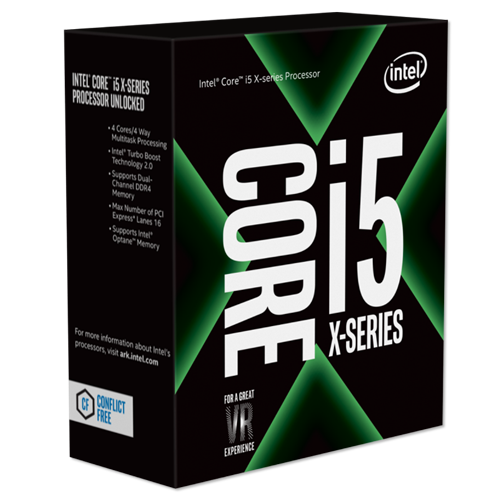 INTEL® CORE™ i5 X-SERIES
PROCESSOR UNLOCKED
• 4 Cores/4 Way
Multitask Processing
• Intel® Turbo Boost
Technology 2.0
• Supports Dual-
Channel DDR4
Memory
• Max Number of PCI
Express® Lanes 16
• Supports Intel®
Optane™ Memory
For more information about Intel's
processors, visit ark.intel.com
CF
CONFLICT
FREE
Intel® Core™ i5 X-series Processor
intel®
CORE
i5
X-SERIES
FOR A GREAT
VR
EXPERIENCE